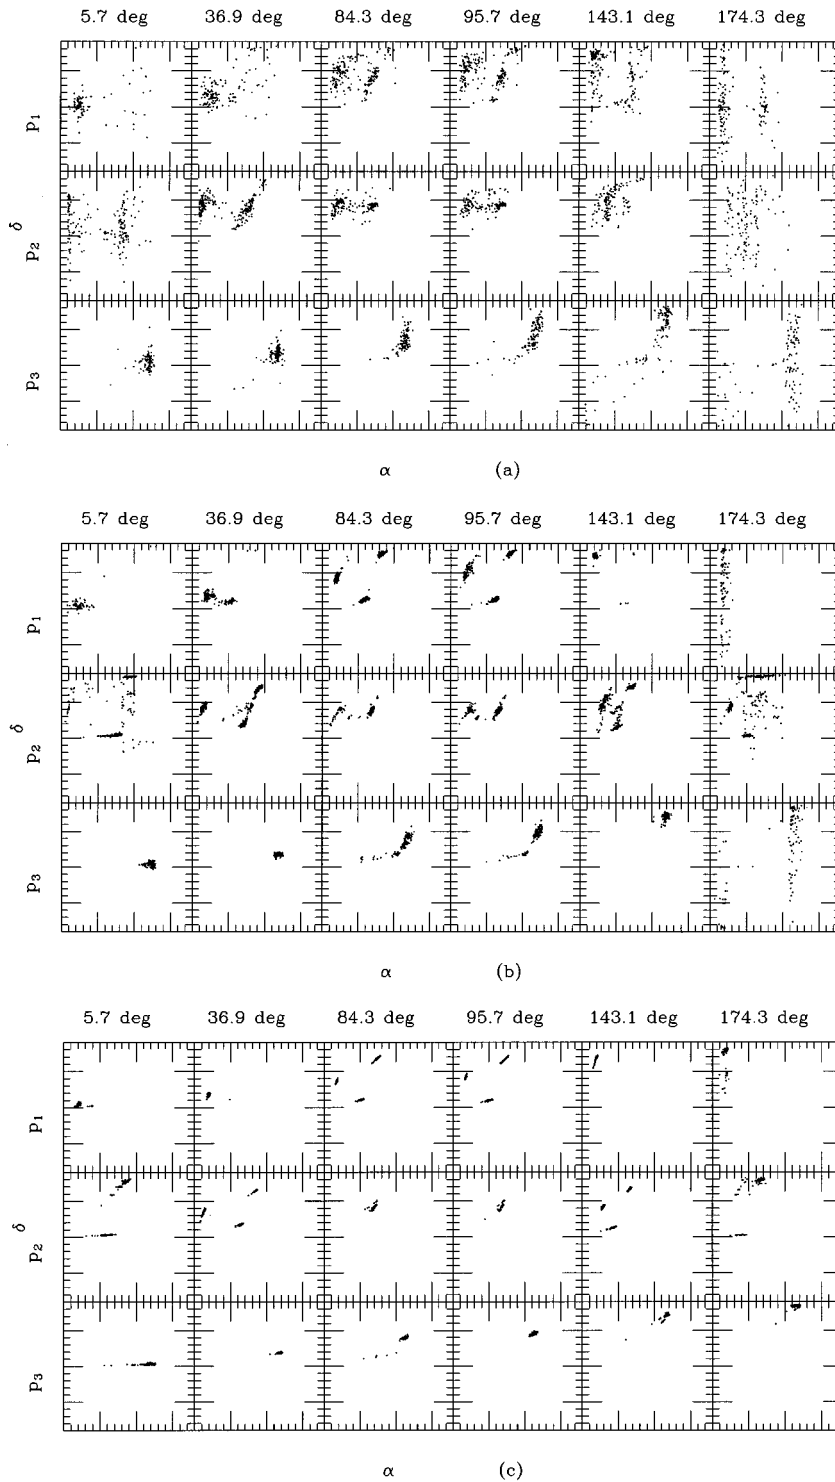 5.7 deg 36.9 deg 84.3 deg 95.7 deg 143.1 deg 174.3 deg
p1
δ
p2
p3
α (a)
5.7 deg 36.9 deg 84.3 deg 95.7 deg 143.1 deg 174.3 deg
p1
δ
p2
p3
α (b)
5.7 deg 36.9 deg 84.3 deg 95.7 deg 143.1 deg 174.3 deg
p1
δ
p2
p3
α (c)